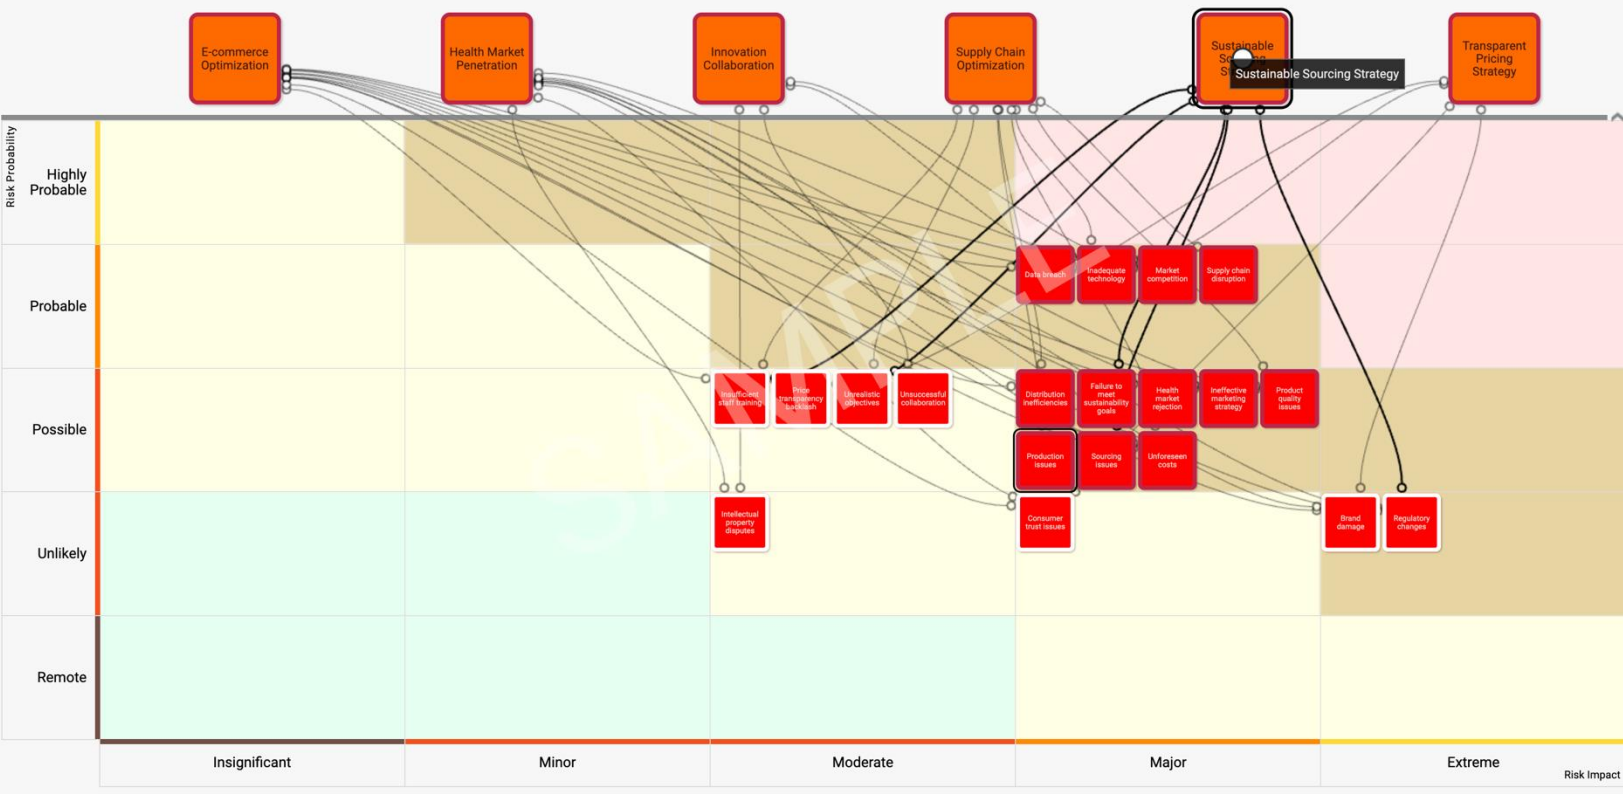 E-commerce
Optimization
Health Market
Penetration
Innovation
Collaboration
Supply Chain
Optimization
Sustainable
Transparent
Pricing
Strategy
Sustainable Sourcing Strategy
Risk Probability
Highly
Probable
Data breach
Inadequate
technology
Market
competition
Supply chain
disruption
Probable
Insufficient
staff training
Price
transparency
backlash
Unrealistic
objectives
Unsuccessful
collaboration
Distribution
inefficiencies
Failure to
meet
sustainability
goals
Health
market
rejection
Ineffective
marketing
strategy
Product
quality
issues
Possible
Production
issues
Sourcing
issues
Unforeseen
costs
Intellectual
property
disputes
Consumer
trust issues
Brand
damage
Regulatory
changes
Unlikely
Remote
Insignificant
Minor
Moderate
Major
Extreme
Risk Impact
SAMPLE